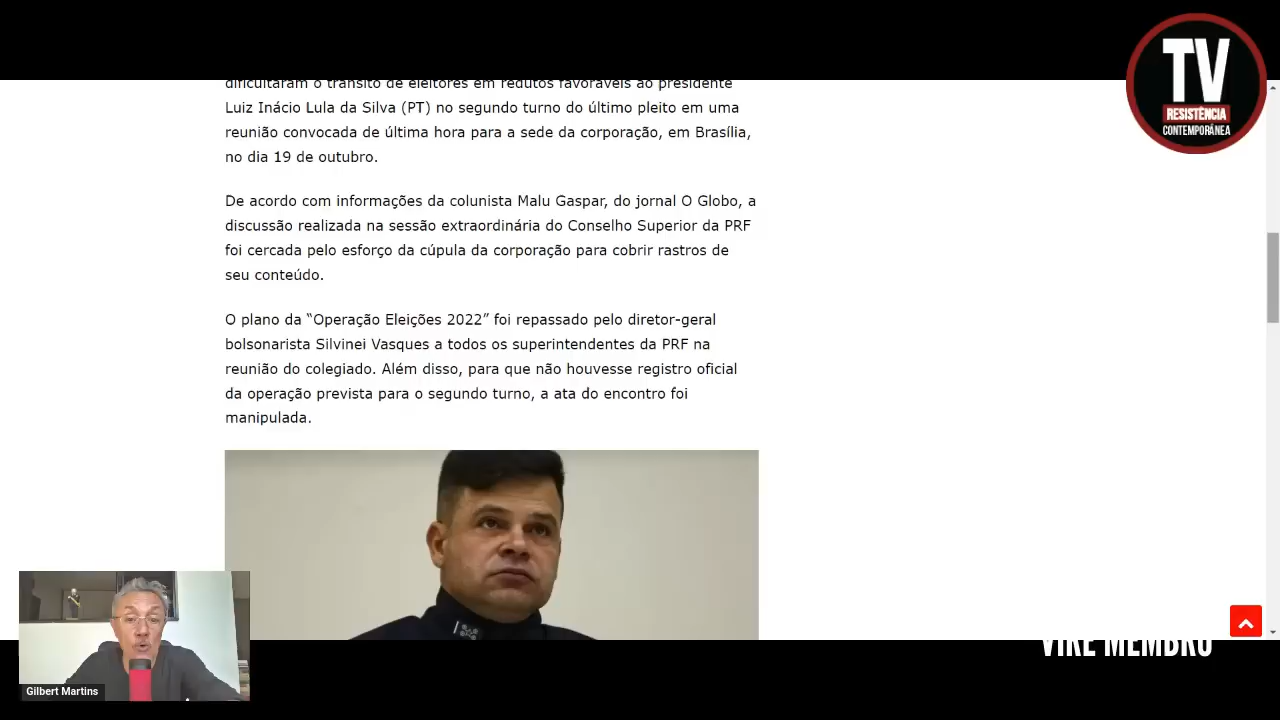 TV
RESISTÊNCIA
CONTEMPORÂNEA
dificultaram o trânsito de eleitores em redutos favoráveis ao presidente
Luiz Inácio Lula da Silva (PT) no segundo turno do último pleito em uma
reunião convocada de última hora para a sede da corporação, em Brasília,
no dia 19 de outubro.
De acordo com informações da colunista Malu Gaspar, do jornal O Globo, a
discussão realizada na sessão extraordinária do Conselho Superior da PRF
foi cercada pelo esforço da cúpula da corporação para cobrir rastros de
seu conteúdo.
O plano da “Operação Eleições 2022” foi repassado pelo diretor-geral
bolsonarista Silvinei Vasques a todos os superintendentes da PRF na
reunião do colegiado. Além disso, para que não houvesse registro oficial
da operação prevista para o segundo turno, a ata do encontro foi
manipulada.
VIRE MEMBRO
Gilbert Martins